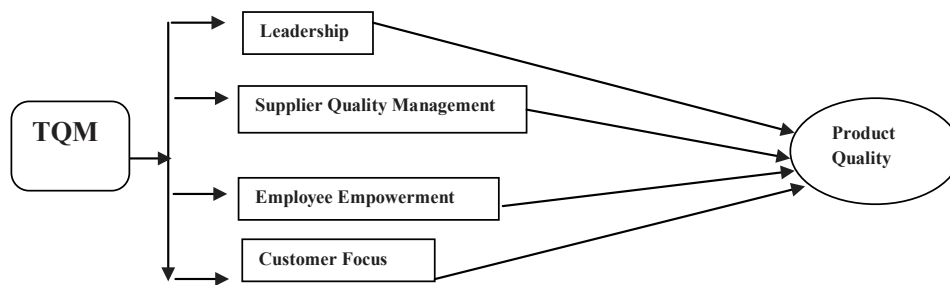 TQM
Leadership
Supplier Quality Management
Employee Empowerment
Customer Focus
Product
Quality